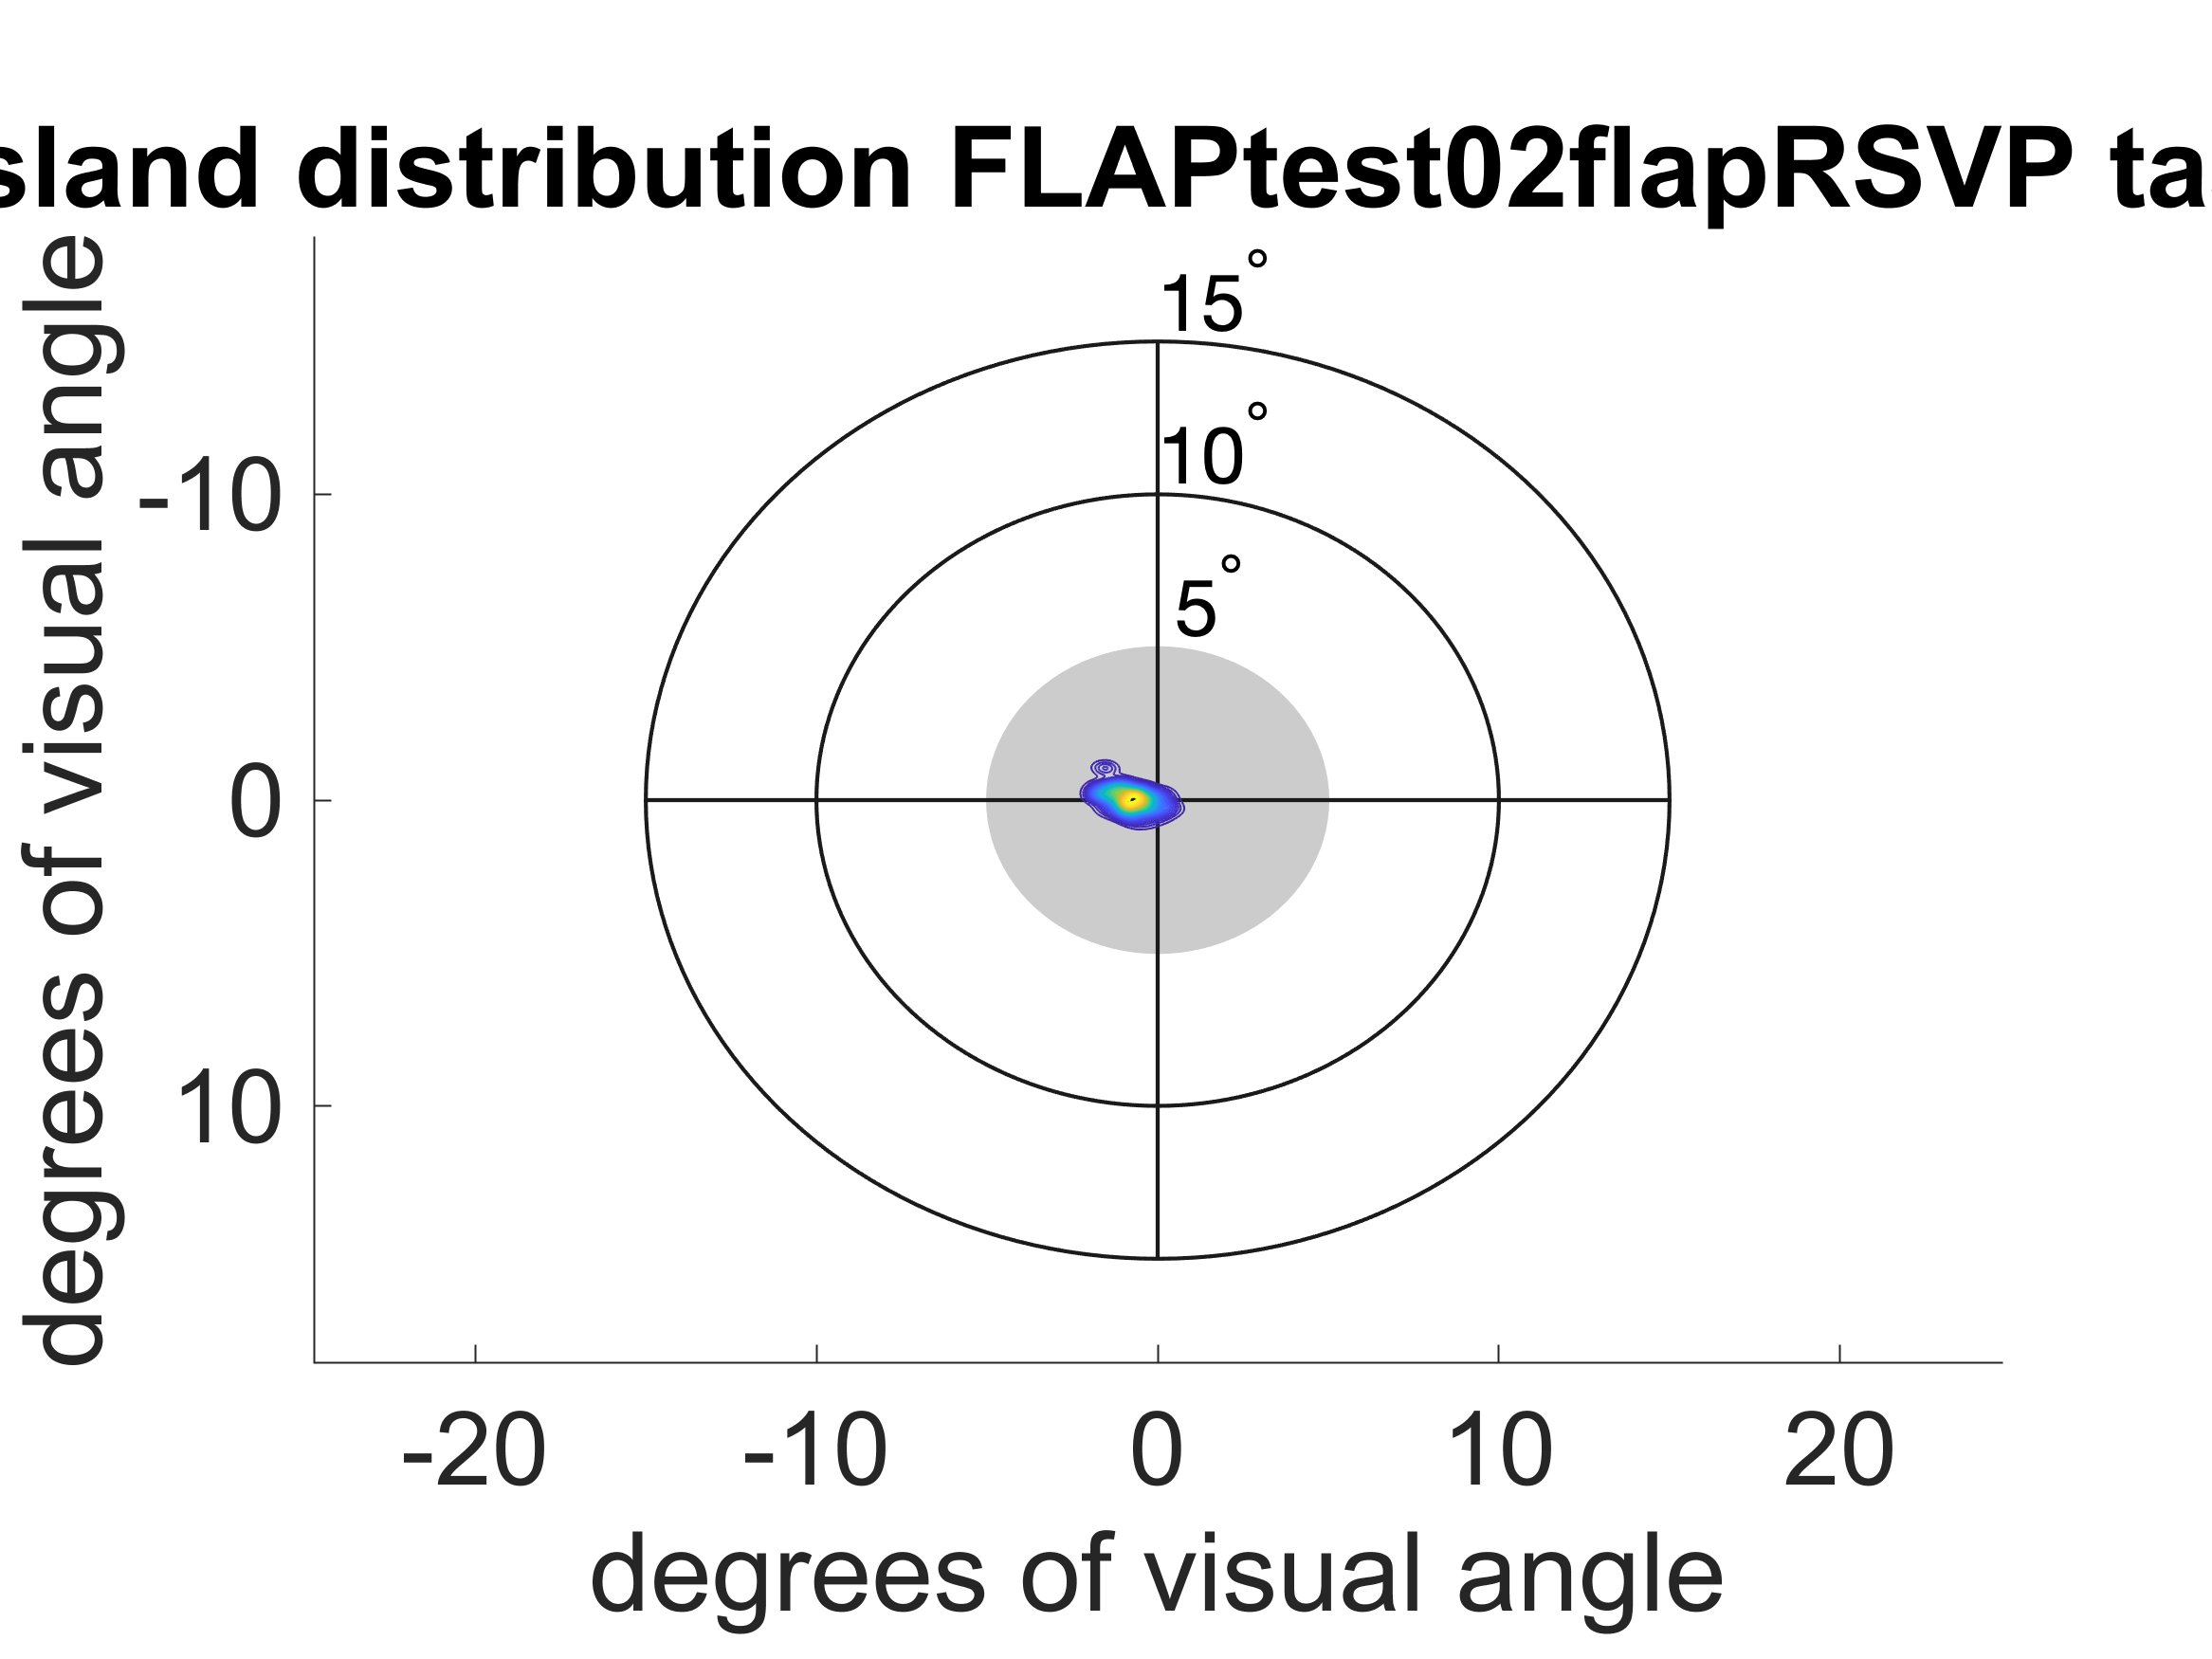 sland distribution FLAPtest02flapRSVP ta
degrees of visual angle
15°
10°
5°
-10
0
10
-20 -10 0 10 20
degrees of visual angle